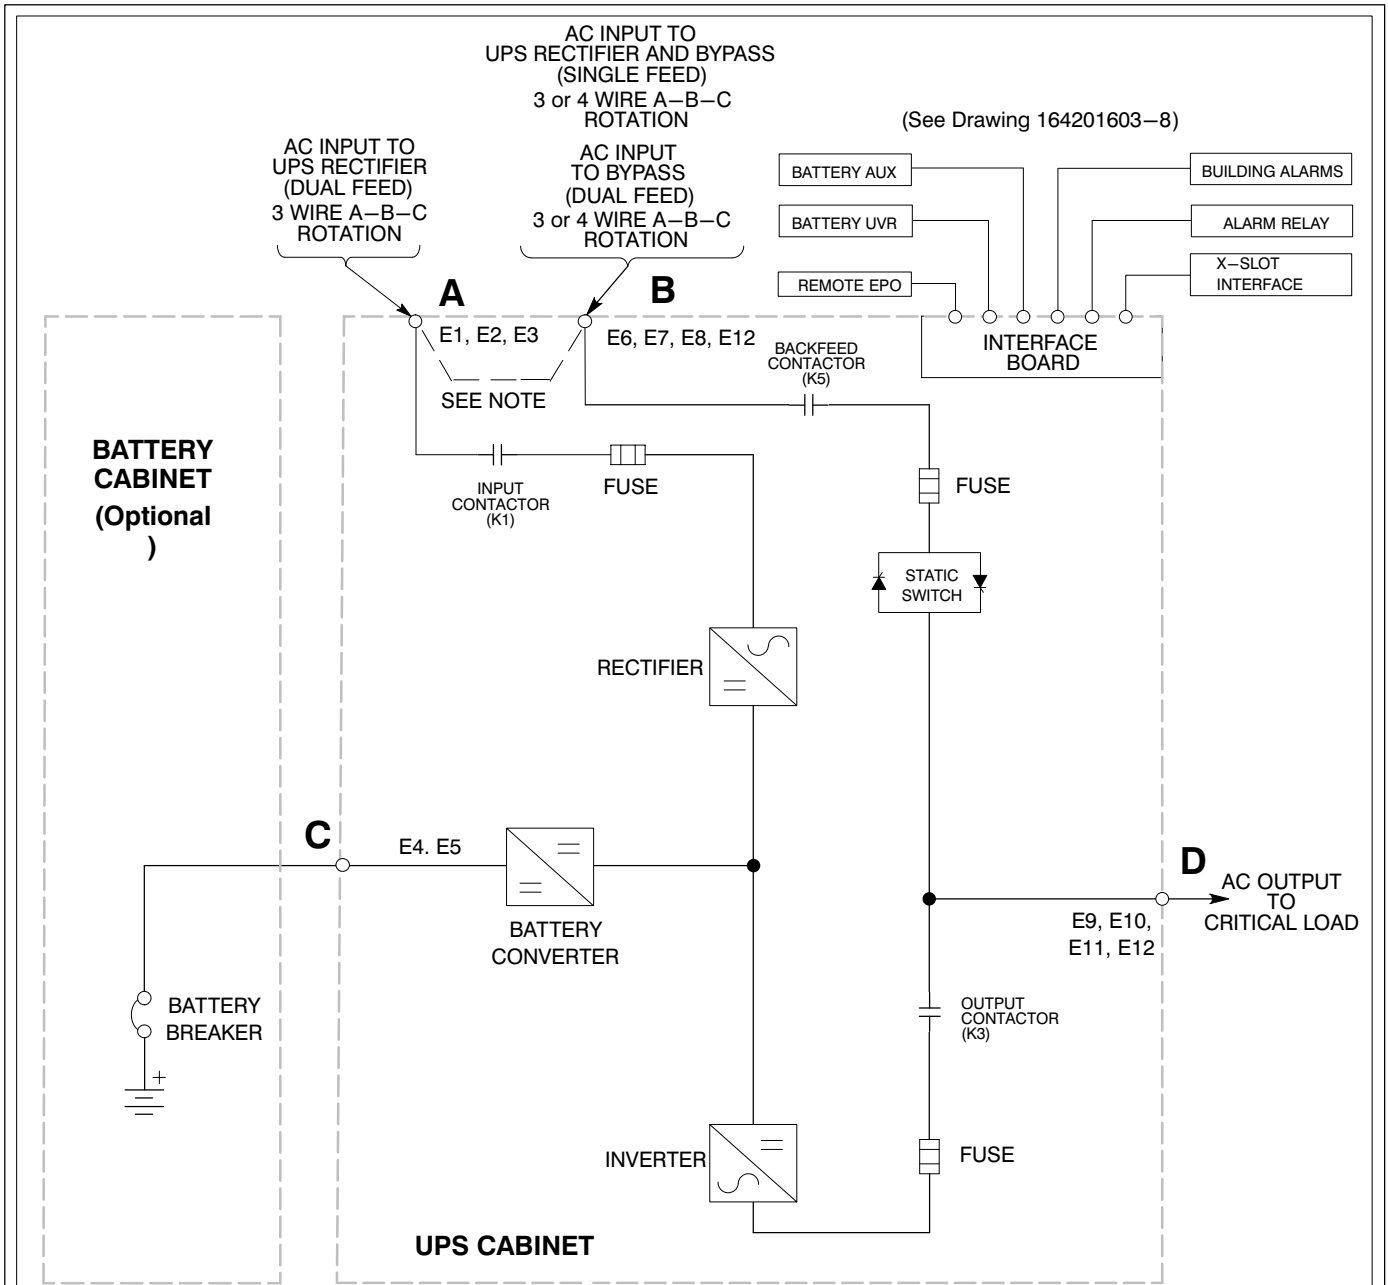 AC INPUT TO
UPS RECTIFIER AND BYPASS
(SINGLE FEED)
3 or 4 WIRE A–B–C
ROTATION
AC INPUT TO
UPS RECTIFIER
(DUAL FEED)
3 WIRE A–B–C
ROTATION
AC INPUT
TO BYPASS
(DUAL FEED)
3 or 4 WIRE A–B–C
ROTATION
(See Drawing 164201603–8)
BATTERY AUX
BUILDING ALARMS
BATTERY UVR
ALARM RELAY
REMOTE EPO
X–SLOT
INTERFACE
A
B
E1, E2, E3
E6, E7, E8, E12
INTERFACE
BOARD
SEE NOTE
BACKFEED
CONTACTOR
(K5)
BATTERY
CABINET
(Optional
)
INPUT
CONTACTOR
(K1)
FUSE
FUSE
STATIC
SWITCH
RECTIFIER
C
E4. E5
BATTERY
CONVERTER
D
AC OUTPUT
TO
CRITICAL LOAD
E9, E10,
E11, E12
BATTERY
BREAKER
+
OUTPUT
CONTACTOR
(K3)
INVERTER
FUSE
UPS CABINET